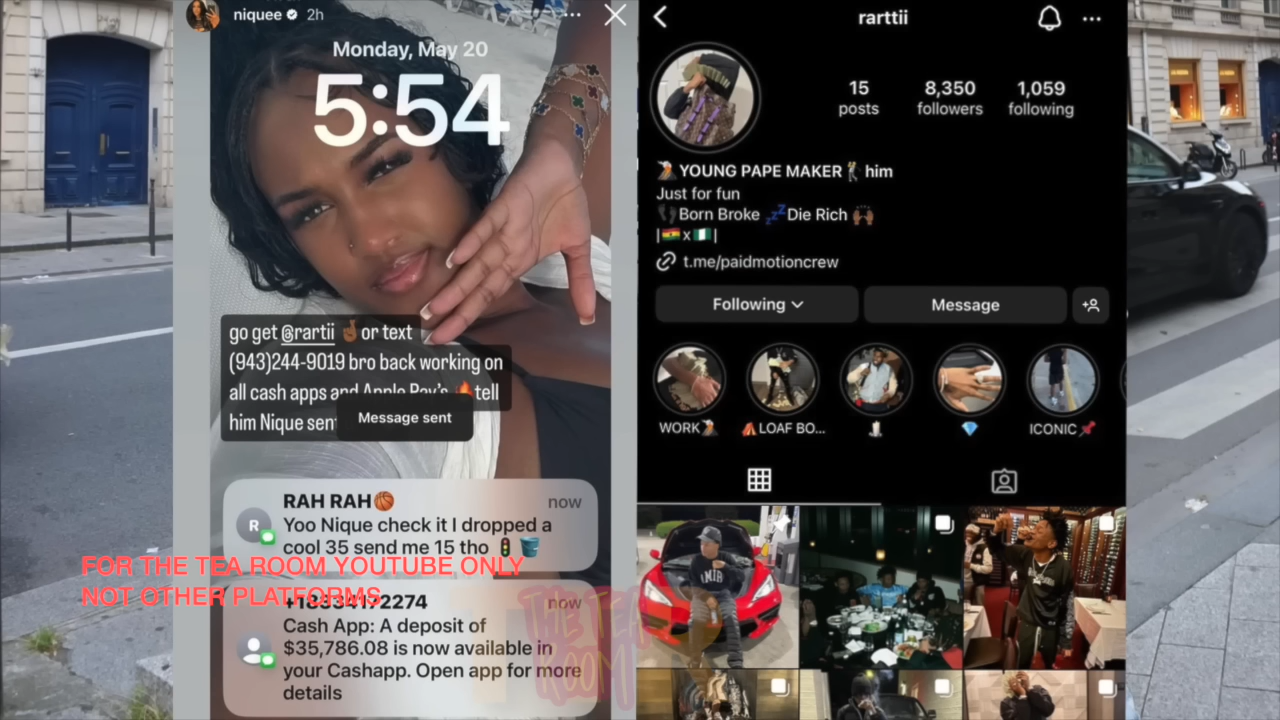 niquee 2h
Monday, May 20
5:54
go get @rartii 🤞🏾or text
(943)244-9019 bro back working on
all cash apps and Apple Pay's 🔥tell
him Nique sen
Message sent
RAH RAH🏀 now
Yoo Nique check it I dropped a
cool 35 send me 15 tho 🚦🪣
now
Cash App: A deposit of
$35,786.08 is now available in
your Cashapp. Open app for more
details
FOR THE TEA ROOM YOUTUBE ONLY
NOT OTHER PLATFORMS
THE TEA
ROOM
rarttii
15 8,350 1,059
posts followers following
YOUNG PAPE MAKER him
Just for fun
👣Born Broke 💤Die Rich 🙌🏾
|🇬🇭x🇳🇬|
t.me/paidmotioncrew
Following Message
WORK LOAF BO... 🕯️ 💎 ICONIC📌
AMIR